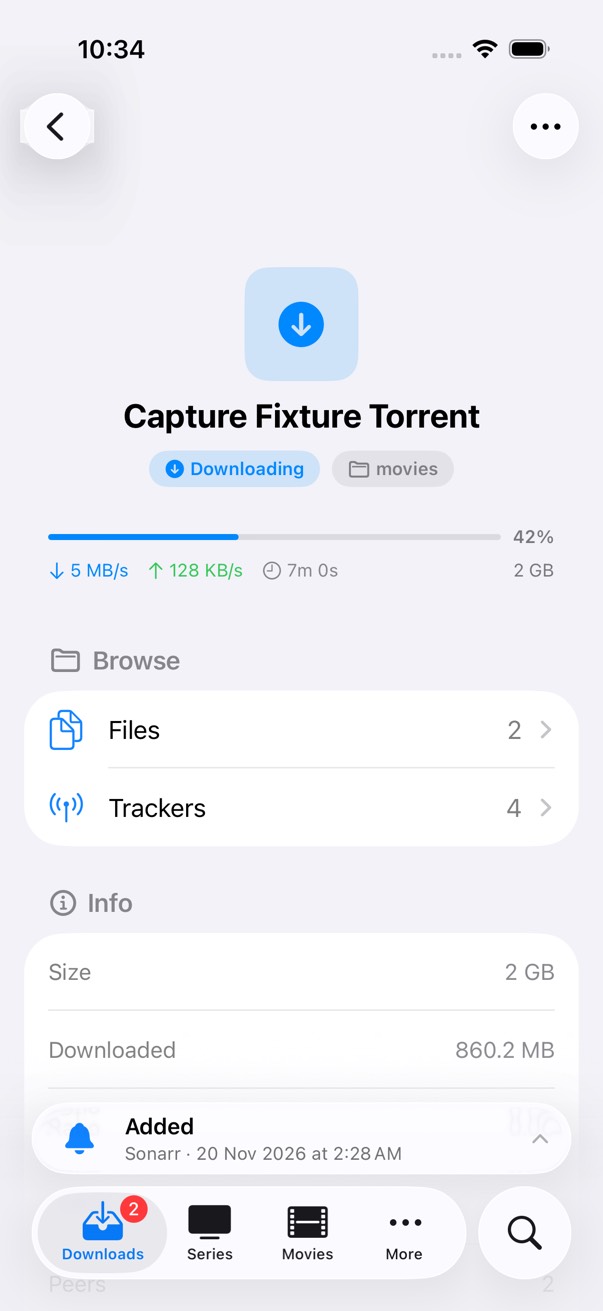 10:34
Capture Fixture Torrent
Downloading
movies
42%
5 MB/s
128 KB/s
7m 0s
2 GB
Browse
Files
2
Trackers
4
Info
Size
2 GB
Downloaded
860.2 MB
Added
Sonarr · 20 Nov 2026 at 2:28 AM
2
Downloads
Series
Movies
More
Peers
2